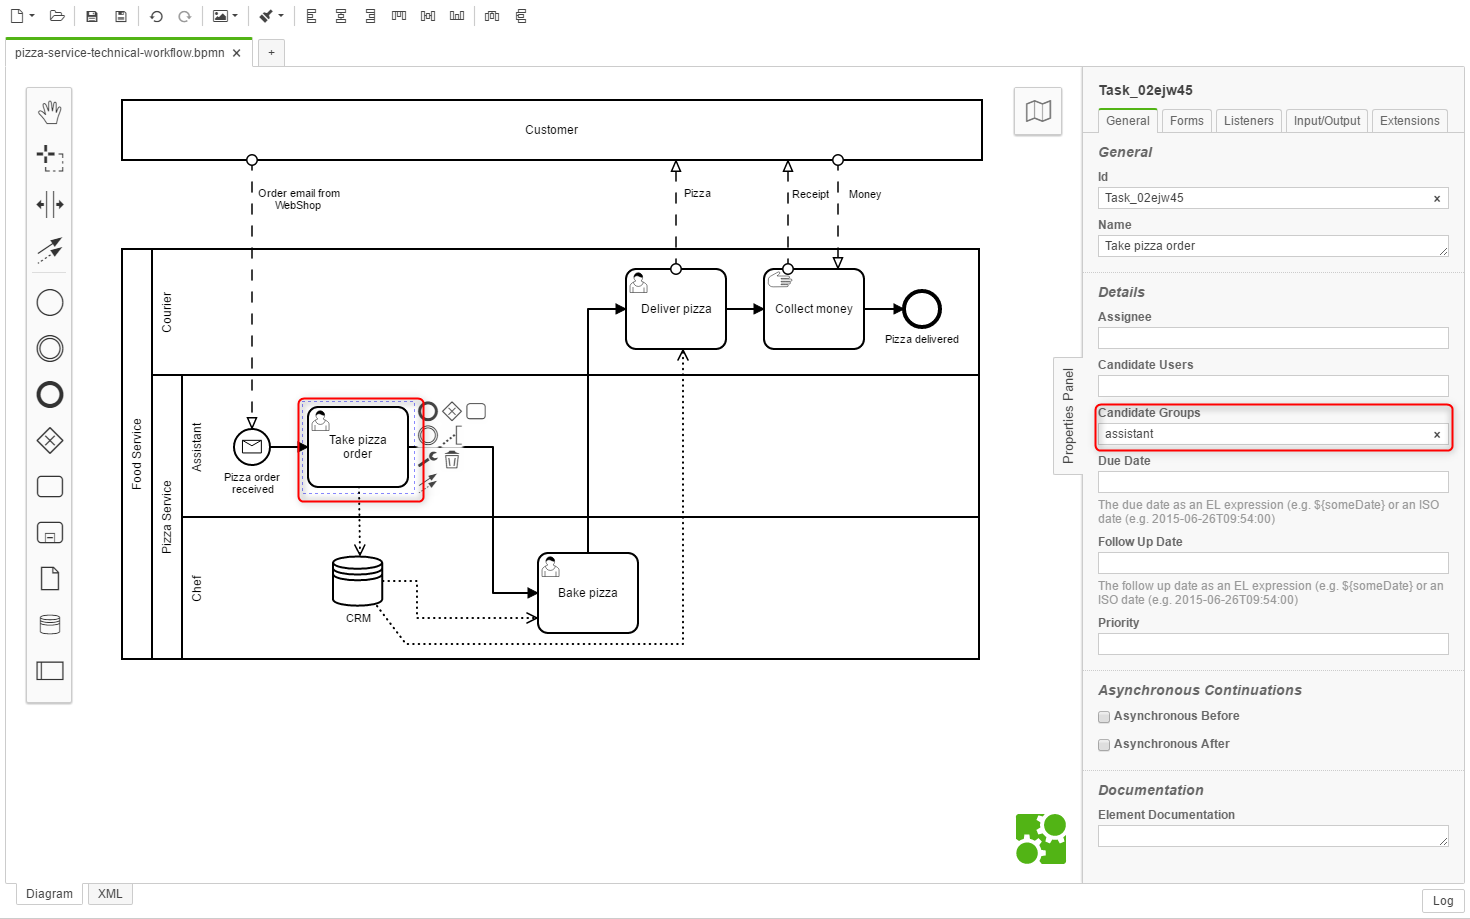 pizza-service-technical-workflow.bpmn ×
+
Customer
Order email from
WebShop
Pizza
Receipt
Money
Food Service
Courier
Deliver pizza
Collect money
Pizza delivered
Pizza Service
Assistant
Pizza order
received
Take pizza
order
Chef
CRM
Bake pizza
Properties Panel
Task_02ejw45
General
Forms
Listeners
Input/Output
Extensions
General
Id
Task_02ejw45 ×
Name
Take pizza order
Details
Assignee
Candidate Users
Candidate Groups
assistant ×
Due Date
The due date as an EL expression (e.g. ${someDate} or an ISO
date (e.g. 2015-06-26T09:54:00)
Follow Up Date
The follow up date as an EL expression (e.g. ${someDate} or an
ISO date (e.g. 2015-06-26T09:54:00)
Priority
Asynchronous Continuations
Asynchronous Before
Asynchronous After
Documentation
Element Documentation
Diagram
XML
Log